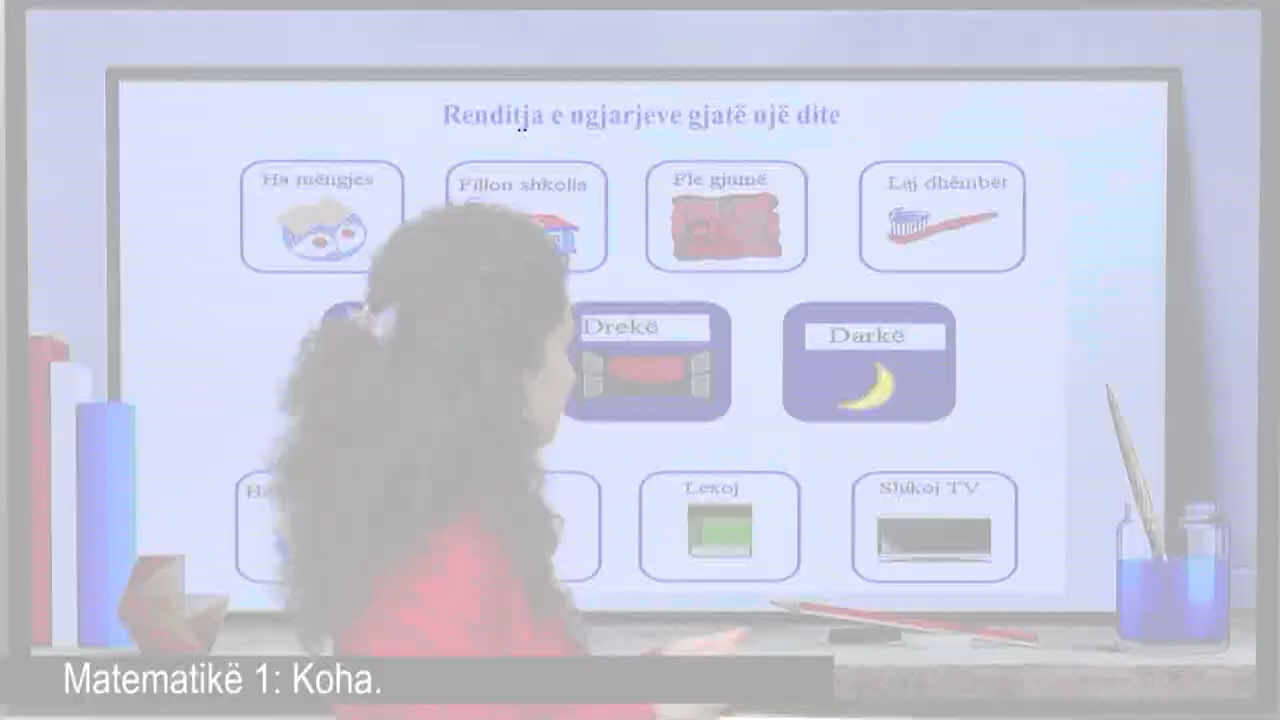 Renditja e ngjarjeve gjatë një dite
Ha mëngjes
Fillon shkolla
Fle gjumë
Laj dhëmbët
Drekë
Darkë
Lexoj
Shikoj TV
Matematikë 1: Koha.